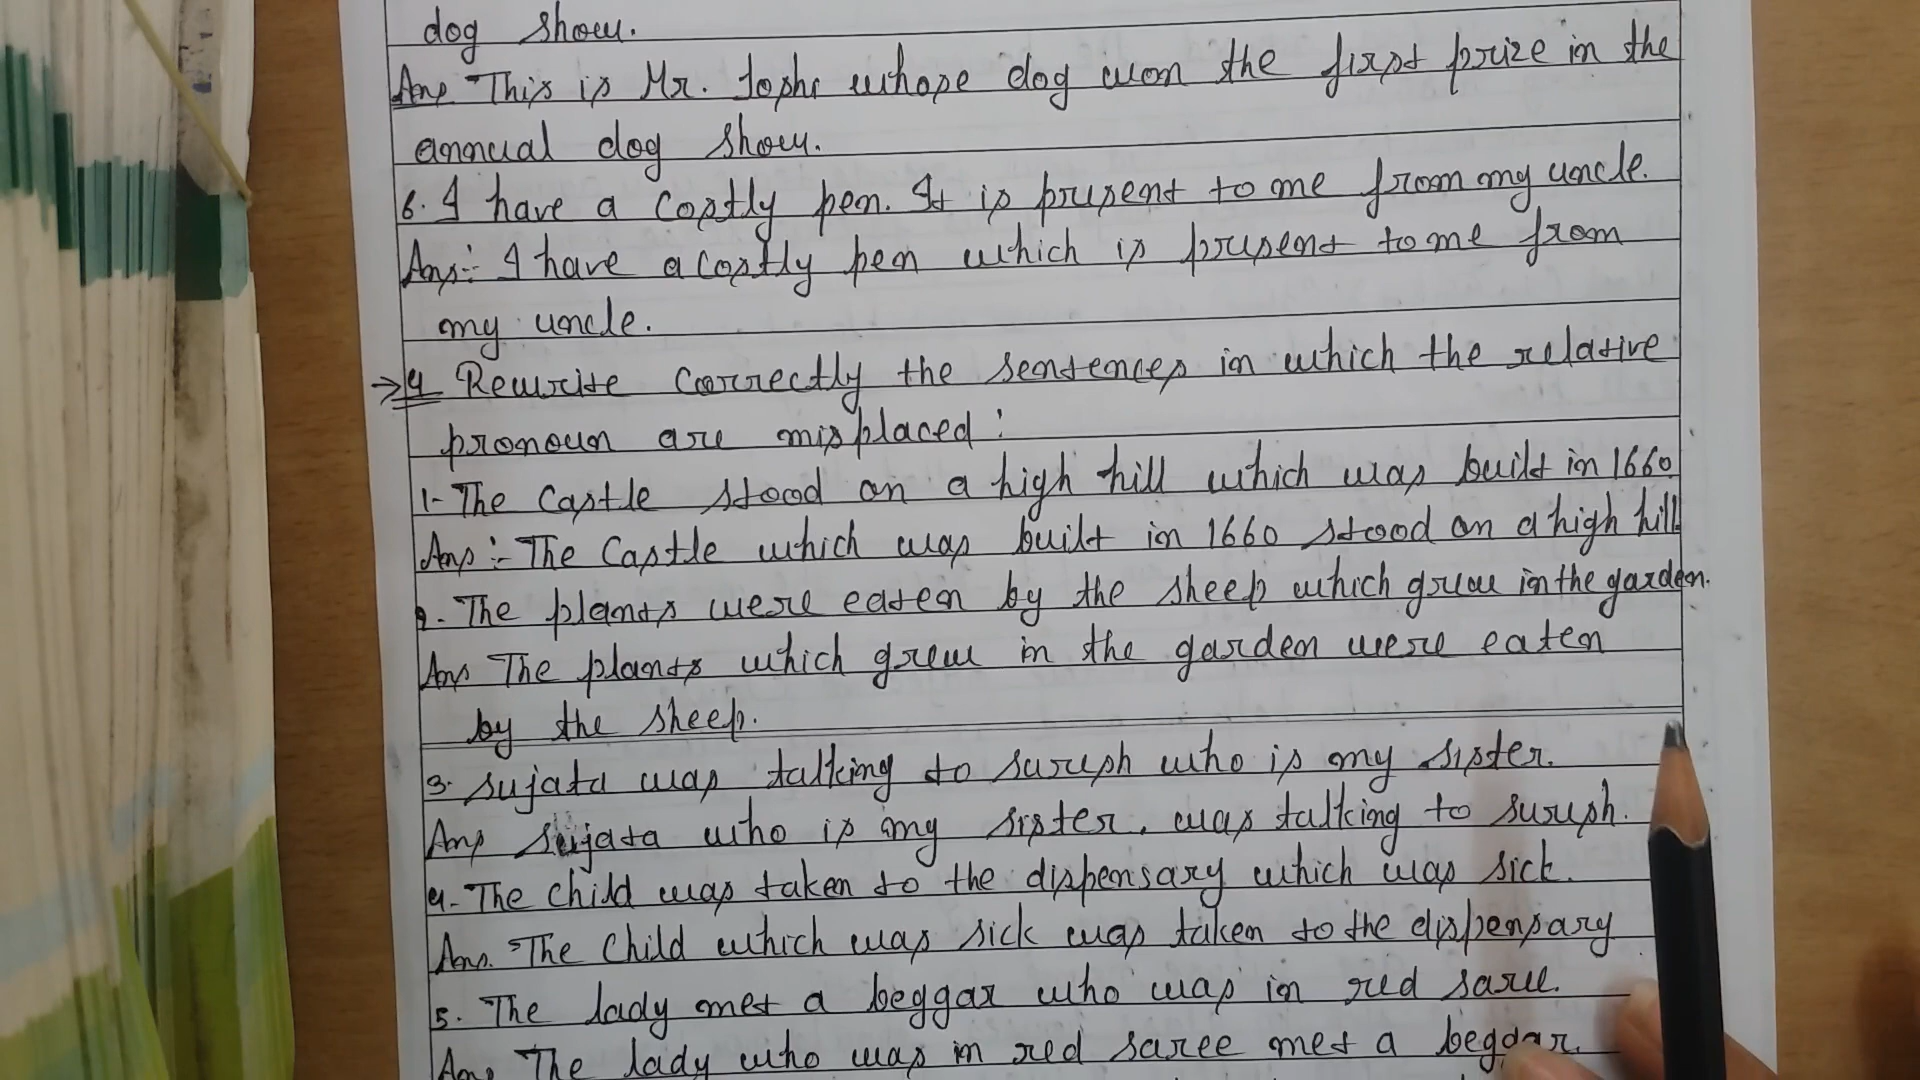 dog show.
Ans This is Mr. Joshi whose dog won the first prize in the
annual dog show.
6. I have a costly pen. It is present to me from my uncle.
Ans:- I have a costly pen which is present to me from
my uncle.
→ 4 Rewrite Correctly the sentences in which the relative
pronoun are misplaced:
1- The Castle stood on a high hill which was built in 1660
Ans:- The Castle which was built in 1660 stood on a high hill
2. The plants were eaten by the sheep which grew in the garden.
Ans The plants which grew in the garden were eaten
by the sheep.
3. Sujata was talking to suresh who is my sister.
Ans Sujata who is my sister, was talking to suresh.
4- The child was taken to the dispensary which was sick.
Ans. The Child which was sick was taken to the dispensary
5. The lady met a beggar who was in red saree.
Ans The lady who was in red saree met a beggar.